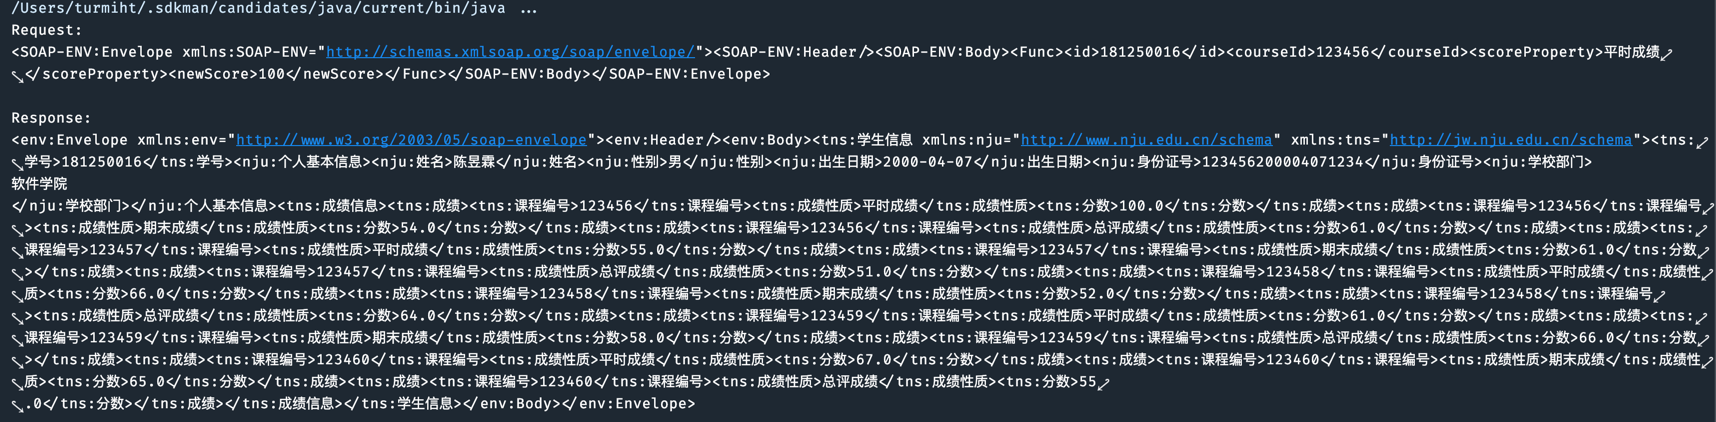 /Users/turmiht/.sdkman/candidates/java/current/bin/java ...
Request:
<SOAP-ENV:Envelope xmlns:SOAP-ENV="http://schemas.xmlsoap.org/soap/envelope/"><SOAP-ENV:Header/><SOAP-ENV:Body><Func><id>181250016</id><courseId>123456</courseId><scoreProperty>平时成绩
</scoreProperty><newScore>100</newScore></Func></SOAP-ENV:Body></SOAP-ENV:Envelope>
Response:
<env:Envelope xmlns:env="http://www.w3.org/2003/05/soap-envelope"><env:Header/><env:Body><tns:学生信息 xmlns:nju="http://www.nju.edu.cn/schema" xmlns:tns="http://jw.nju.edu.cn/schema"><tns:
学号>181250016</tns:学号><nju:个人基本信息><nju:姓名>陈昱霖</nju:姓名><nju:性别>男</nju:性别><nju:出生日期>2000-04-07</nju:出生日期><nju:身份证号>123456200004071234</nju:身份证号><nju:学校部门>
软件学院
</nju:学校部门></nju:个人基本信息><tns:成绩信息><tns:成绩><tns:课程编号>123456</tns:课程编号><tns:成绩性质>平时成绩</tns:成绩性质><tns:分数>100.0</tns:分数></tns:成绩><tns:成绩><tns:课程编号>123456</tns:课程编号
><tns:成绩性质>期末成绩</tns:成绩性质><tns:分数>54.0</tns:分数></tns:成绩><tns:成绩><tns:课程编号>123456</tns:课程编号><tns:成绩性质>总评成绩</tns:成绩性质><tns:分数>61.0</tns:分数></tns:成绩><tns:成绩><tns:
课程编号>123457</tns:课程编号><tns:成绩性质>平时成绩</tns:成绩性质><tns:分数>55.0</tns:分数></tns:成绩><tns:成绩><tns:课程编号>123457</tns:课程编号><tns:成绩性质>期末成绩</tns:成绩性质><tns:分数>61.0</tns:分数
></tns:成绩><tns:成绩><tns:课程编号>123457</tns:课程编号><tns:成绩性质>总评成绩</tns:成绩性质><tns:分数>51.0</tns:分数></tns:成绩><tns:成绩><tns:课程编号>123458</tns:课程编号><tns:成绩性质>平时成绩</tns:成绩性
质><tns:分数>66.0</tns:分数></tns:成绩><tns:成绩><tns:课程编号>123458</tns:课程编号><tns:成绩性质>期末成绩</tns:成绩性质><tns:分数>52.0</tns:分数></tns:成绩><tns:成绩><tns:课程编号>123458</tns:课程编号
><tns:成绩性质>总评成绩</tns:成绩性质><tns:分数>64.0</tns:分数></tns:成绩><tns:成绩><tns:课程编号>123459</tns:课程编号><tns:成绩性质>平时成绩</tns:成绩性质><tns:分数>61.0</tns:分数></tns:成绩><tns:成绩><tns:
课程编号>123459</tns:课程编号><tns:成绩性质>期末成绩</tns:成绩性质><tns:分数>58.0</tns:分数></tns:成绩><tns:成绩><tns:课程编号>123459</tns:课程编号><tns:成绩性质>总评成绩</tns:成绩性质><tns:分数>66.0</tns:分数
></tns:成绩><tns:成绩><tns:课程编号>123460</tns:课程编号><tns:成绩性质>平时成绩</tns:成绩性质><tns:分数>67.0</tns:分数></tns:成绩><tns:成绩><tns:课程编号>123460</tns:课程编号><tns:成绩性质>期末成绩</tns:成绩性
质><tns:分数>65.0</tns:分数></tns:成绩><tns:成绩><tns:课程编号>123460</tns:课程编号><tns:成绩性质>总评成绩</tns:成绩性质><tns:分数>55
.0</tns:分数></tns:成绩></tns:成绩信息></tns:学生信息></env:Body></env:Envelope>